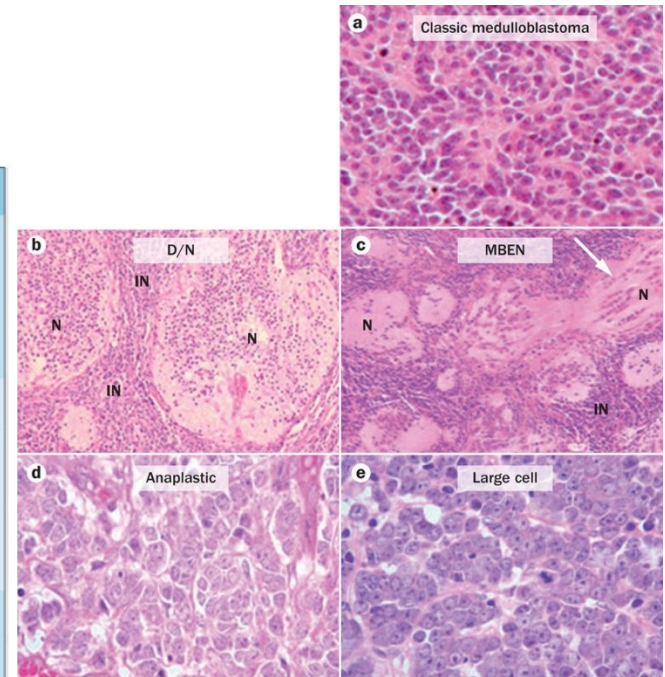 a Classic medulloblastoma
b D/N
IN
N
N
IN
c MBEN
N
N
IN
d Anaplastic
e Large cell